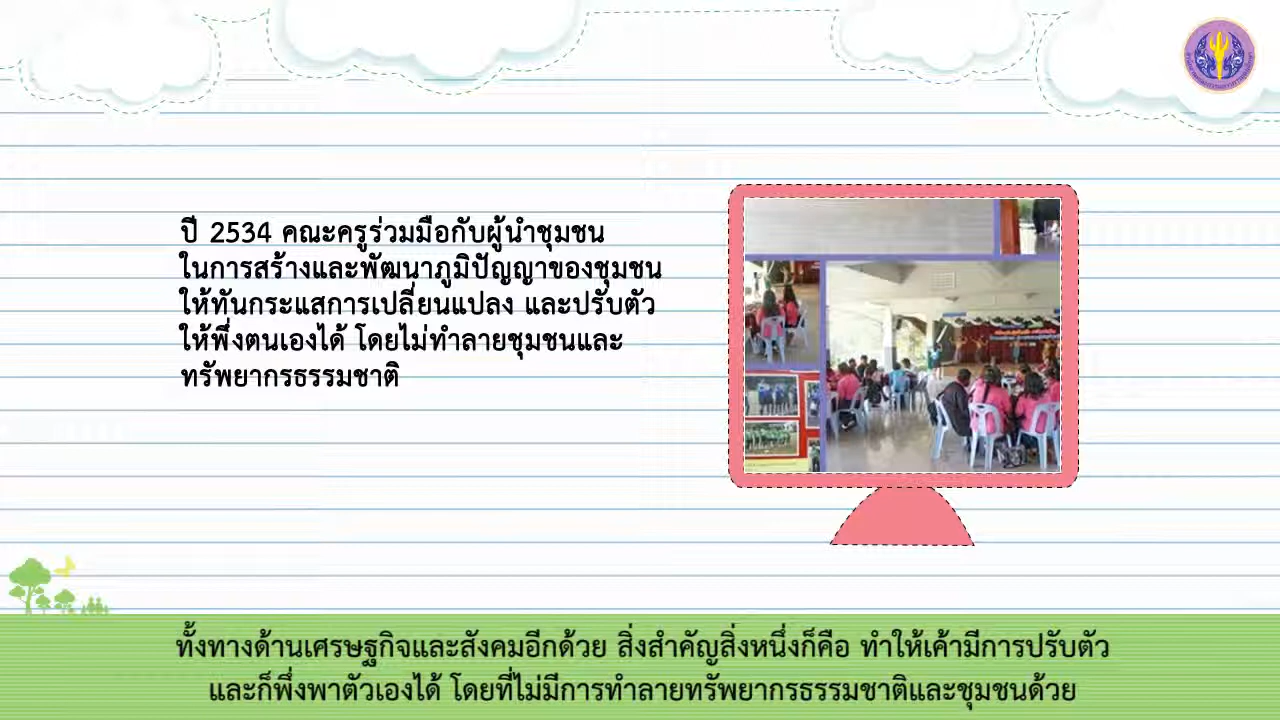 ปี 2534 คณะครูร่วมมือกับผู้นำชุมชน
ในการสร้างและพัฒนาภูมิปัญญาของชุมชน
ให้ทันกระแสการเปลี่ยนแปลง และปรับตัว
ให้พึ่งตนเองได้ โดยไม่ทำลายชุมชนและ
ทรัพยากรธรรมชาติ
ทั้งทางด้านเศรษฐกิจและสังคมอีกด้วย สิ่งสำคัญสิ่งหนึ่งก็คือ ทำให้เค้ามีการปรับตัว
และก็พึ่งพาตัวเองได้ โดยที่ไม่มีการทำลายทรัพยากรธรรมชาติและชุมชนด้วย